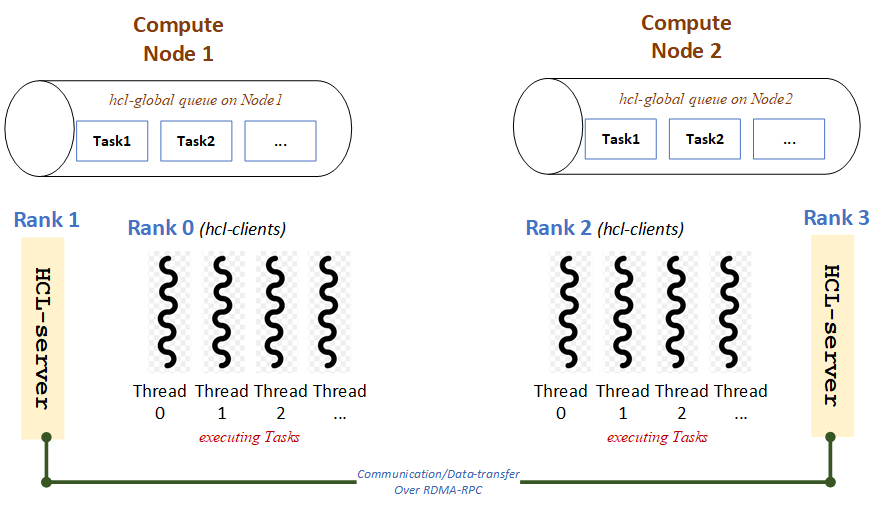 Compute
Node 1
hcl-global queue on Node1
Task1
Task2
...
Rank 1
HCL-server
Rank 0 (hcl-clients)
Thread
0
Thread
1
Thread
2
Thread
...
executing Tasks
Compute
Node 2
hcl-global queue on Node2
Task1
Task2
...
Rank 2 (hcl-clients)
Thread
0
Thread
1
Thread
2
Thread
...
executing Tasks
Rank 3
HCL-server
Communication/Data-transfer
Over RDMA-RPC